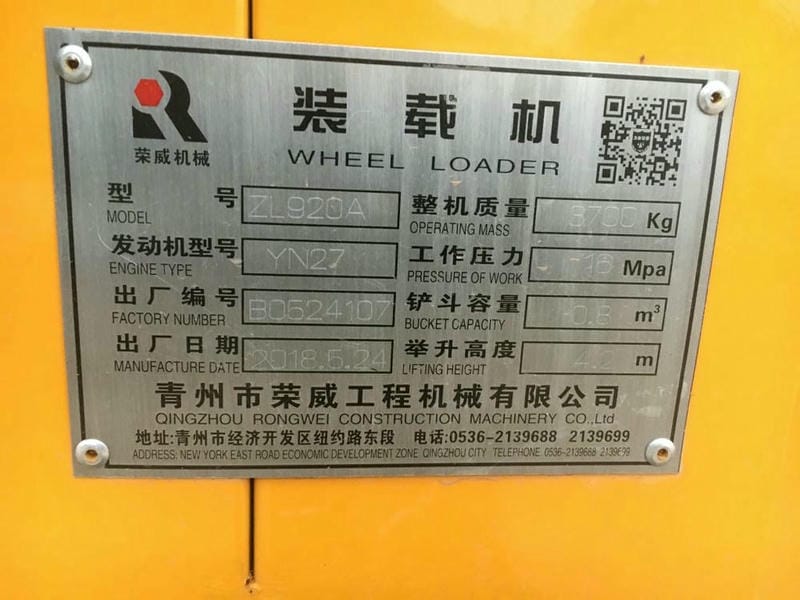 荣威机械
装载机
WHEEL LOADER
型号 ZL920A 整机质量 3700 Kg
MODEL OPERATING MASS
发动机型号 YN27 工作压力 16 Mpa
ENGINE TYPE PRESSURE OF WORK
出厂编号 B0524107 铲斗容量 0.8 m³
FACTORY NUMBER BUCKET CAPACITY
出厂日期 2018.5.24 举升高度 4.2 m
MANUFACTURE DATE LIFTING HEIGHT
青州市荣威工程机械有限公司
QINGZHOU RONGWEI CONSTRUCTION MACHINERY CO.,Ltd
地址:青州市经济开发区纽约路东段 电话:0536-2139688 2139699
ADDRESS: NEW YORK EAST ROAD ECONOMIC DEVELOPMENT ZONE QINGZHOU CITY TELEPHONE: 0536-2139688 2139699